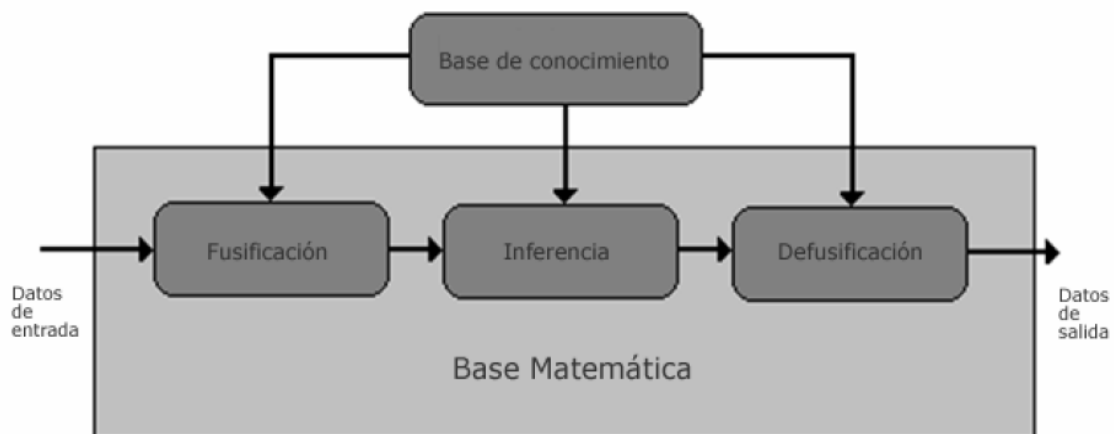 Base de conocimiento
Fusificación
Inferencia
Defusificación
Datos
de
entrada
Datos
de
salida
Base Matemática